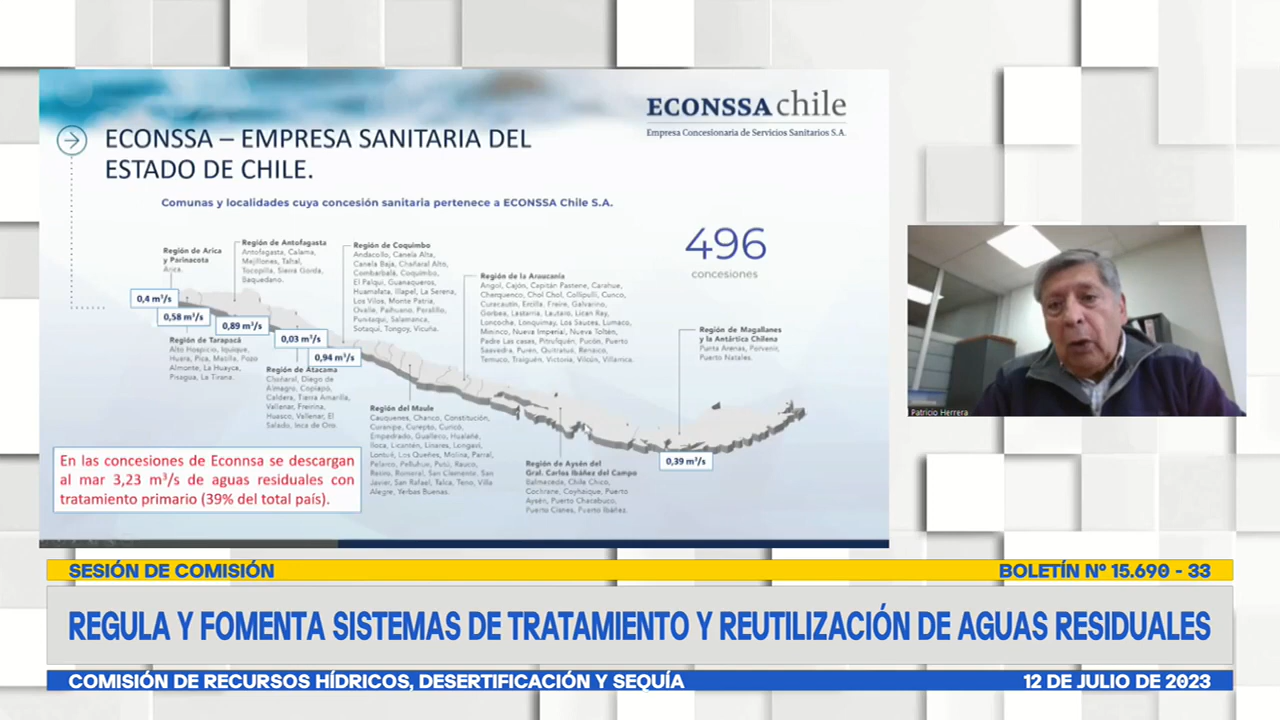 ECONSSA chile
Empresa Concesionaria de Servicios Sanitarios S.A.
ECONSSA – EMPRESA SANITARIA DEL
ESTADO DE CHILE.
Comunas y localidades cuya concesión sanitaria pertenece a ECONSSA Chile S.A.
496
concesiones
Región de Arica
y Parinacota
Arica.
Región de Antofagasta
Antofagasta, Calama,
Mejillones, Taltal,
Tocopilla, Sierra Gorda,
Baquedano.
Región de Coquimbo
Andacollo, Canela Alta,
Canela Baja, Chañaral Alto,
Combarbalá, Coquimbo,
El Palqui, Guanaqueros,
Huamalata, Illapel, La Serena,
Los Vilos, Monte Patria,
Ovalle, Paihuano, Peralillo,
Punitaqui, Salamanca,
Sotaquí, Tongoy, Vicuña.
Región de la Araucanía
Angol, Cajón, Capitán Pastene, Carahue,
Cherquenco, Chol Chol, Collipulli, Cunco,
Curacautín, Ercilla, Freire, Galvarino,
Gorbea, Lastarria, Lautaro, Lican Ray,
Loncoche, Lonquimay, Los Sauces, Lumaco,
Mininco, Nueva Imperial, Nueva Toltén,
Padre Las casas, Pitrufquén, Pucón, Puerto
Saavedra, Purén, Quitratué, Renaico,
Temuco, Traiguén, Victoria, Vilcún, Villarrica.
Región de Magallanes
y la Antártica Chilena
Punta Arenas, Porvenir,
Puerto Natales.
0,4 m³/s
0,58 m³/s
0,89 m³/s
0,03 m³/s
0,94 m³/s
Región de Tarapacá
Alto Hospicio, Iquique,
Huara, Pica, Matilla, Pozo
Almonte, La Huayca,
Pisagua, La Tirana.
Región de Atacama
Chañaral, Diego de
Almagro, Copiapó,
Caldera, Tierra Amarilla,
Vallenar, Freirina,
Huasco, Vallenar, El
Salado, Inca de Oro.
Región del Maule
Cauquenes, Chanco, Constitución,
Curanipe, Curepto, Curicó,
Empedrado, Gualleco, Hualañé,
Iloca, Licantén, Linares, Longaví,
Lontué, Los Queñes, Molina, Parral,
Pelarco, Pelluhue, Rauco,
Retiro, Romeral, San Clemente, San
Javier, San Rafael, Talca, Teno, Villa
Alegre, Yerbas Buenas.
Región de Aysén del
Gral. Carlos Ibáñez del Campo
Balmaceda, Chile Chico,
Cochrane, Coyhaique, Puerto
Aysén, Puerto Chacabuco,
Puerto Cisnes, Puerto Ibáñez.
0,39 m³/s
En las concesiones de Econnsa se descargan
al mar 3,23 m³/s de aguas residuales con
tratamiento primario (39% del total país).
Patricio Herrera
SESIÓN DE COMISIÓN
BOLETÍN Nº 15.690 - 33
REGULA Y FOMENTA SISTEMAS DE TRATAMIENTO Y REUTILIZACIÓN DE AGUAS RESIDUALES
COMISIÓN DE RECURSOS HÍDRICOS, DESERTIFICACIÓN Y SEQUÍA
12 DE JULIO DE 2023